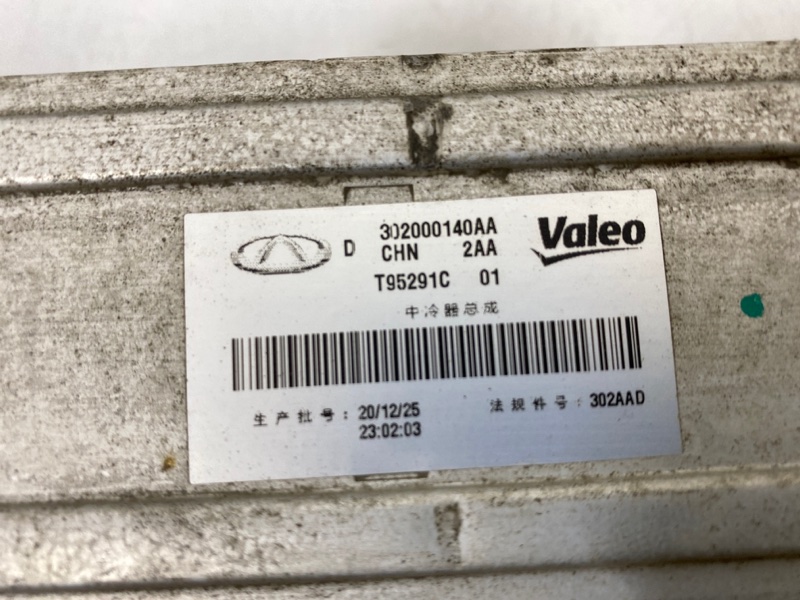 D 302000140AA
CHN 2AA
Valeo
T95291C 01
中冷器总成
生产批号: 20/12/25
23:02:03
法规件号: 302AAD